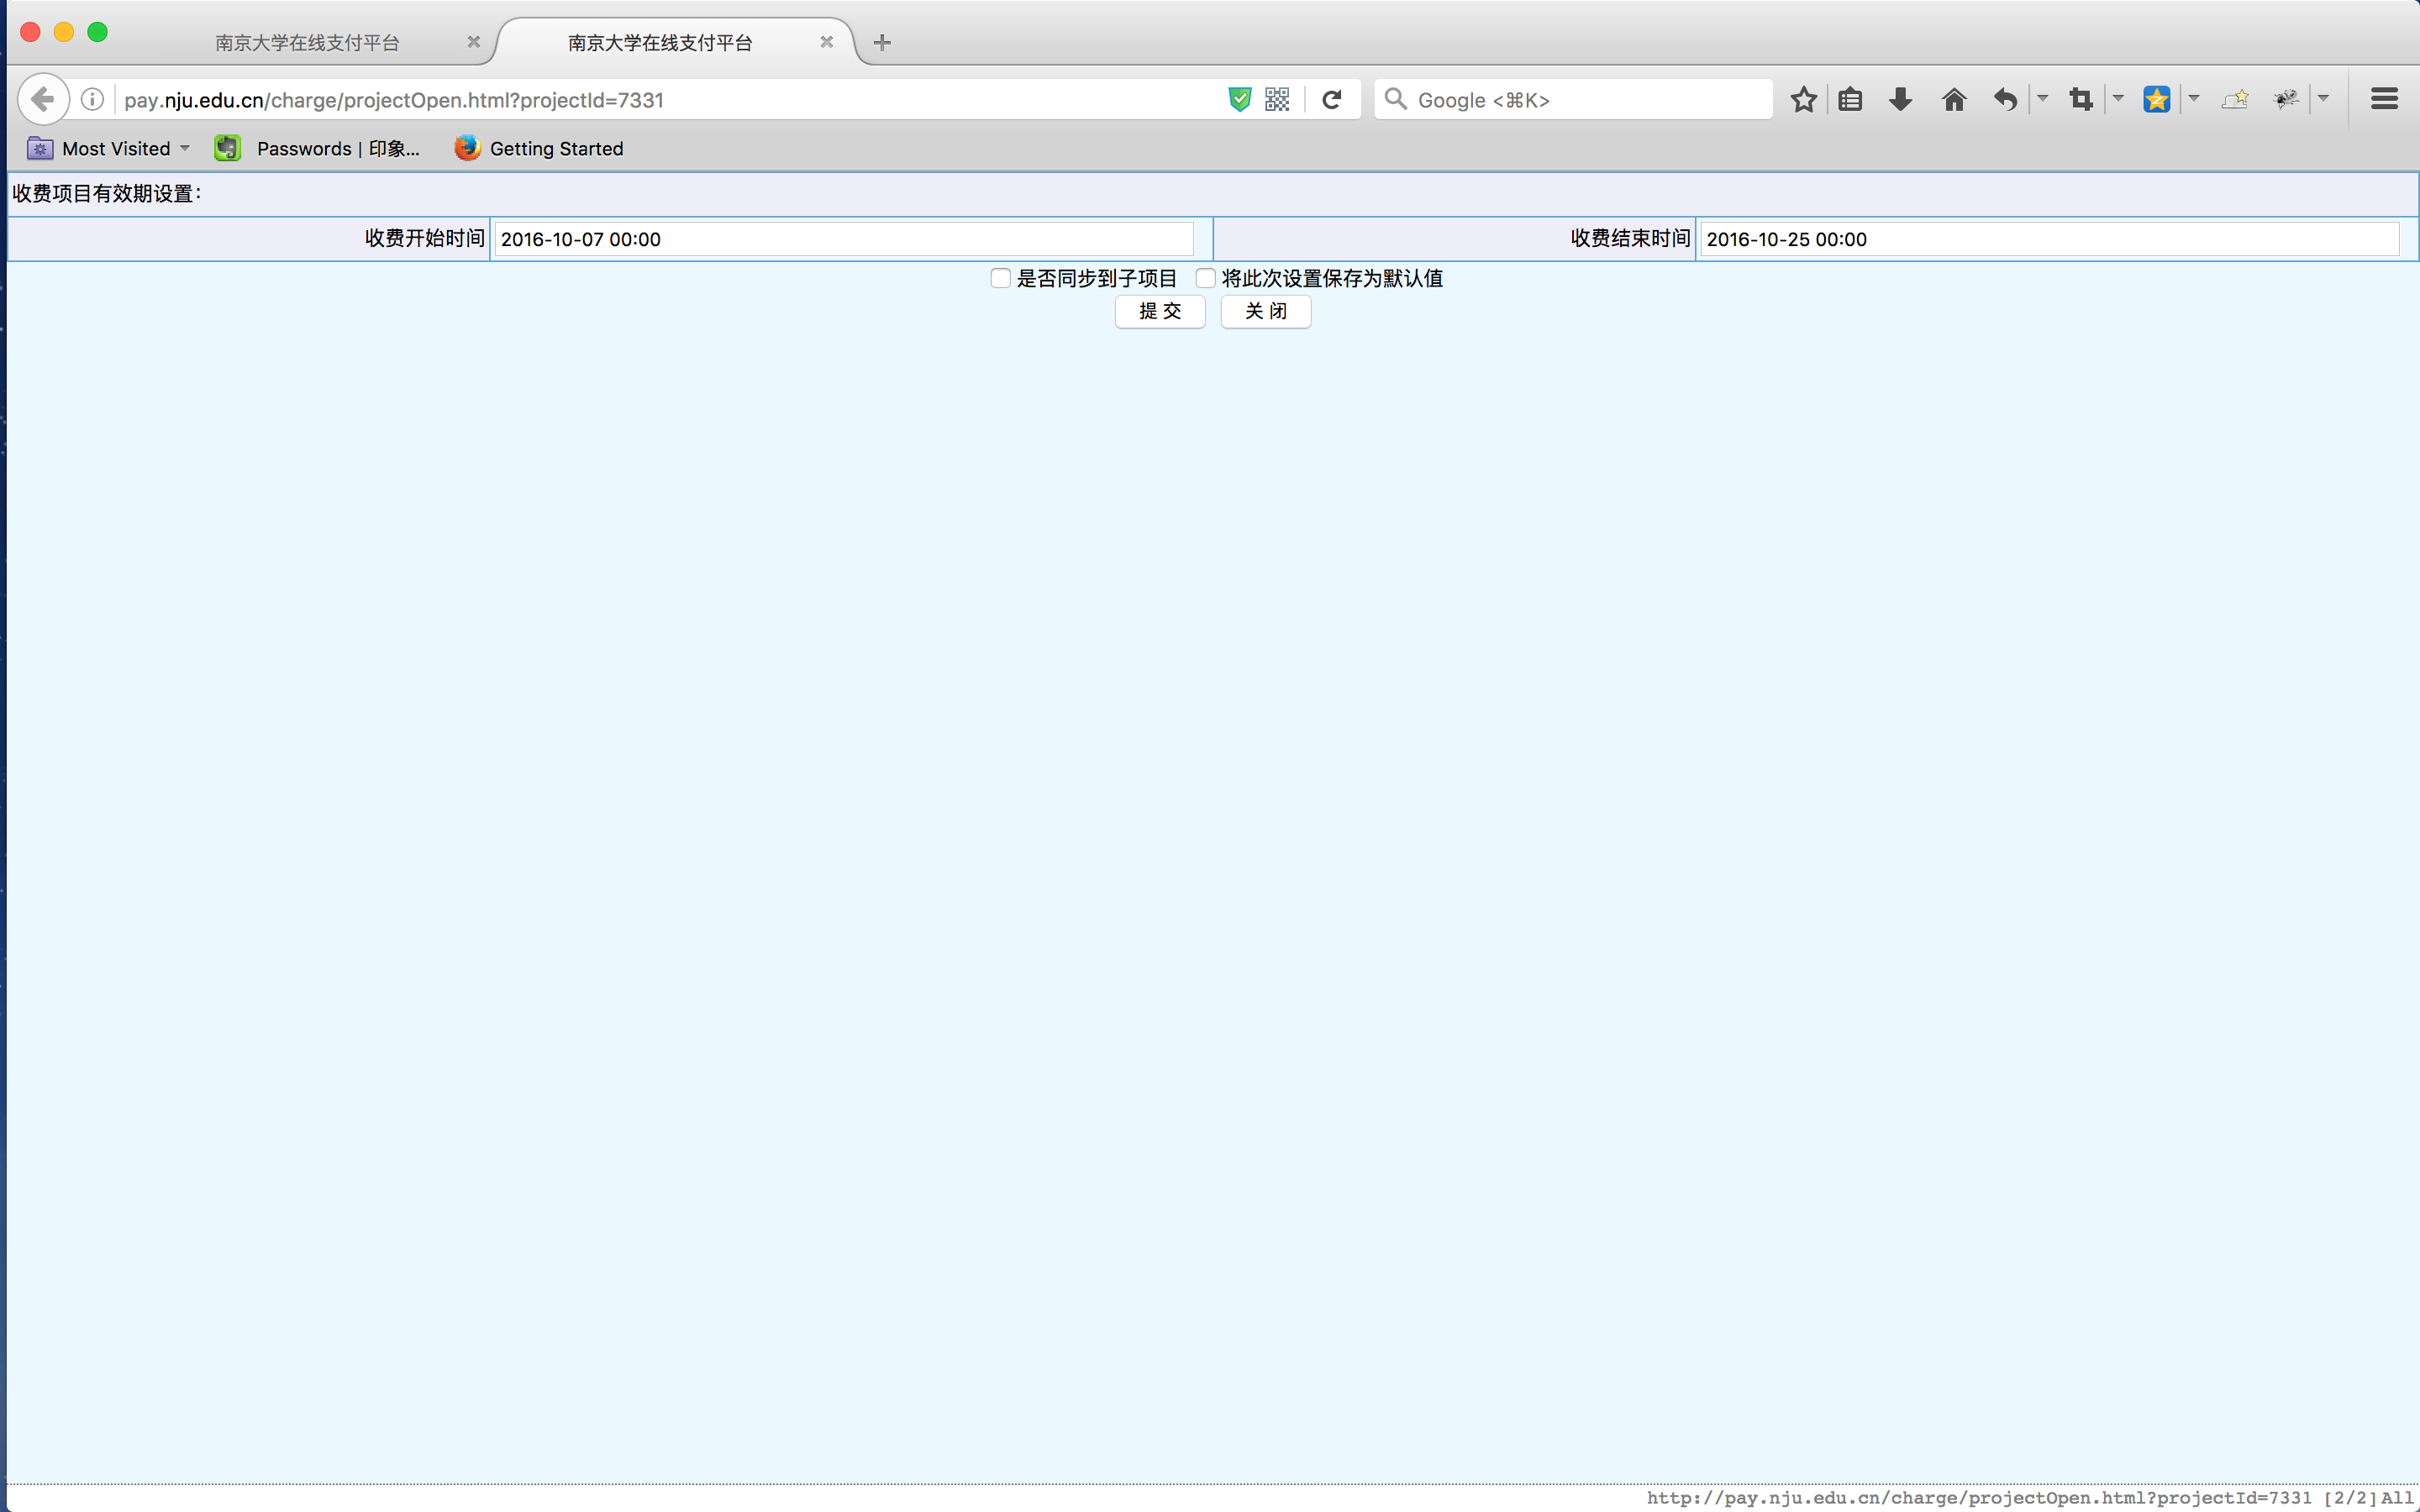 南京大学在线支付平台
南京大学在线支付平台
pay.nju.edu.cn/charge/projectOpen.html?projectId=7331
Google <⌘K>
Most Visited
Passwords | 印象...
Getting Started
收费项目有效期设置：
收费开始时间
2016-10-07 00:00
收费结束时间
2016-10-25 00:00
是否同步到子项目
将此次设置保存为默认值
提 交
关 闭
http://pay.nju.edu.cn/charge/projectOpen.html?projectId=7331 [2/2]All